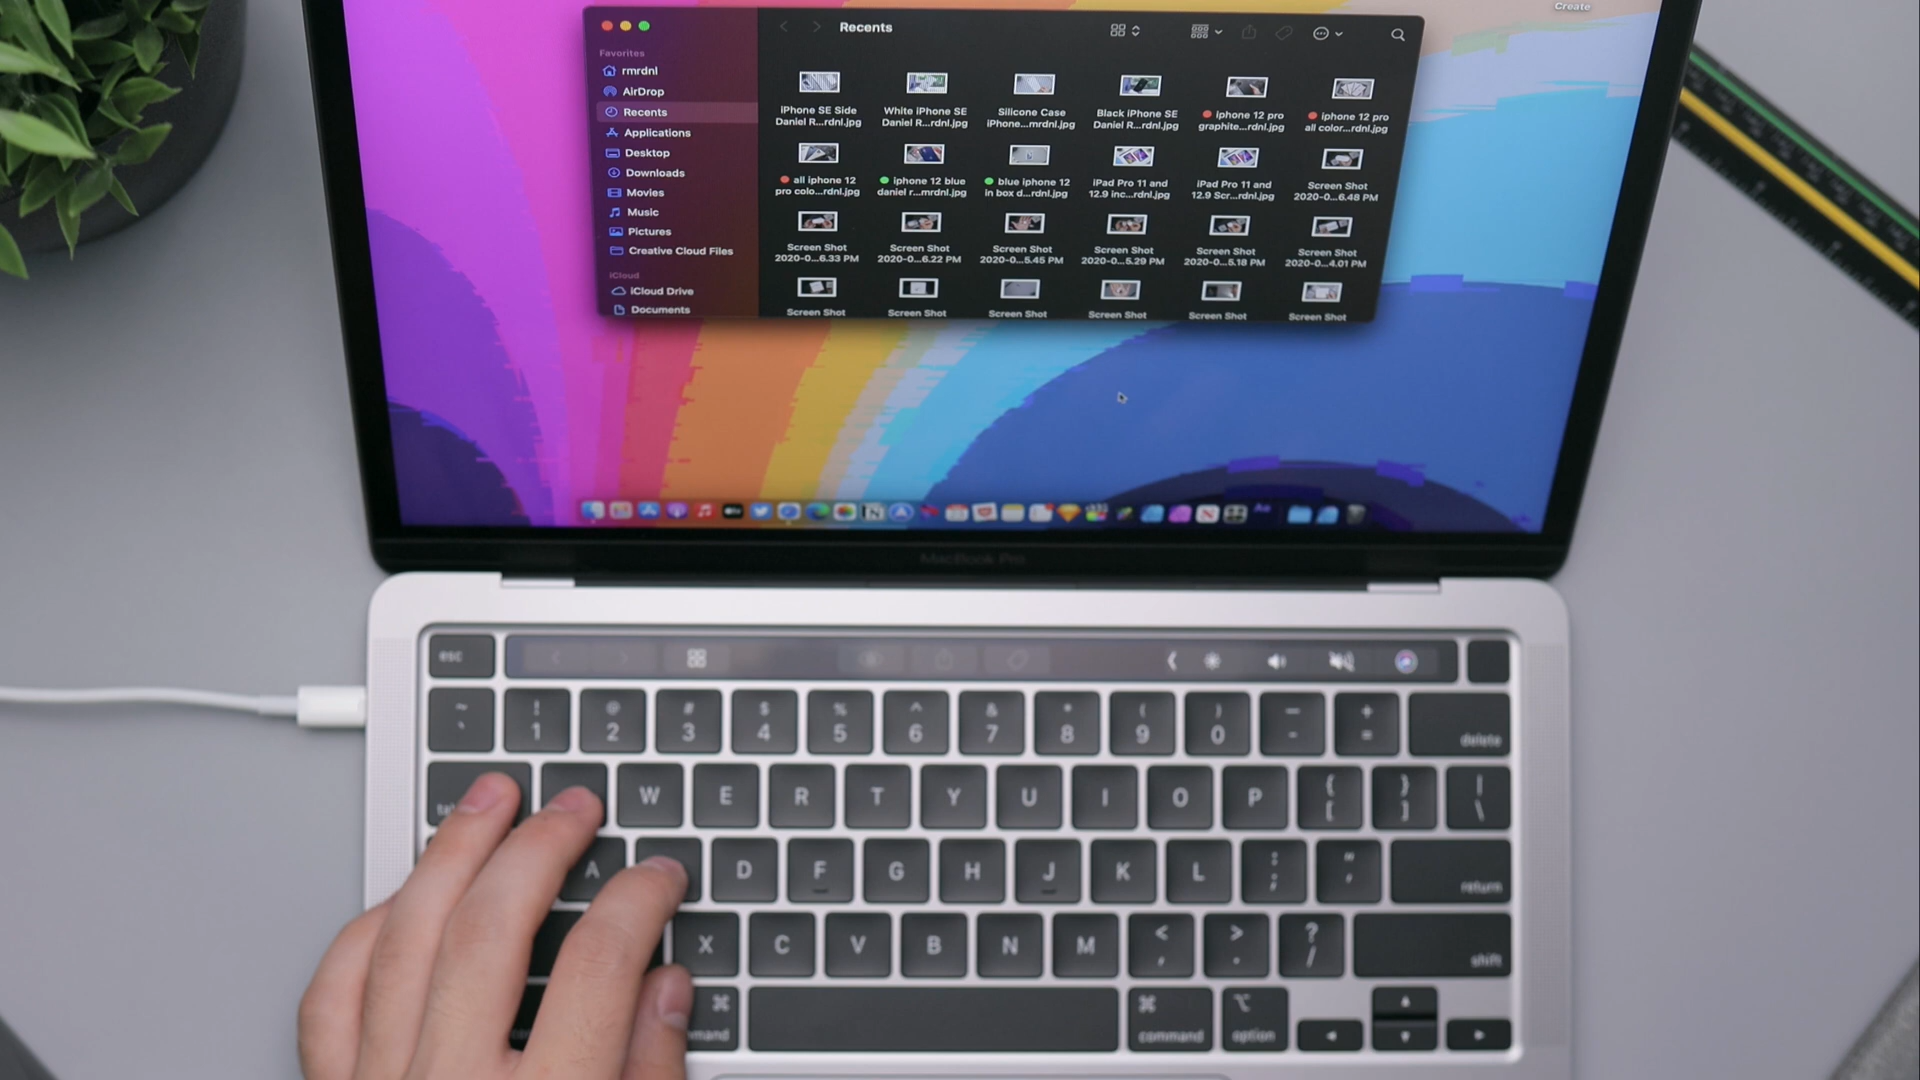 Create
Recents
Favorites
rmrdnl
AirDrop
Recents
Applications
Desktop
Downloads
Movies
Music
Pictures
Creative Cloud Files
iCloud
iCloud Drive
Documents
iPhone SE Side
Daniel R...rdnl.jpg
White iPhone SE
Daniel R...rdnl.jpg
Silicone Case
iPhone...mrdnl.jpg
Black iPhone SE
Daniel R...rdnl.jpg
iphone 12 pro
graphite...rdnl.jpg
iphone 12 pro
all color...rdnl.jpg
all iphone 12
pro colo...rdnl.jpg
iphone 12 blue
daniel r...mrdnl.jpg
blue iphone 12
in box d...rdnl.jpg
iPad Pro 11 and
12.9 inc...rdnl.jpg
iPad Pro 11 and
12.9 Scr...rdnl.jpg
Screen Shot
2020-0...6.48 PM
Screen Shot
2020-0...6.33 PM
Screen Shot
2020-0...6.22 PM
Screen Shot
2020-0...5.45 PM
Screen Shot
2020-0...5.29 PM
Screen Shot
2020-0...5.18 PM
Screen Shot
2020-0...4.01 PM
Screen Shot
Screen Shot
Screen Shot
Screen Shot
Screen Shot
Screen Shot
MacBook Pro
esc
~ ! @ # $ % ^ & * ( ) — +
` 1 2 3 4 5 6 7 8 9 0 - =
delete
W E R T Y U I O P { } |
[ ] \
A D F G H J K L : "
; '
return
X C V B N M < > ?
, . /
shift
⌘ ⌘ ⌥
command option